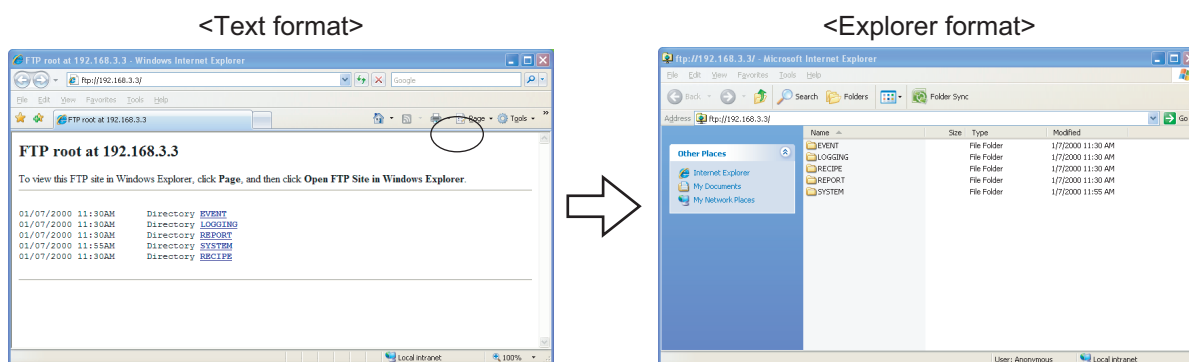 <Text format>
FTP root at 192.168.3.3 - Windows Internet Explorer
ftp://192.168.3.3/
Google
File Edit View Favorites Tools Help
FTP root at 192.168.3.3
Page Tools »
FTP root at 192.168.3.3
To view this FTP site in Windows Explorer, click Page, and then click Open FTP Site in Windows Explorer.
01/07/2000 11:30AM Directory EVENT
01/07/2000 11:30AM Directory LOGGING
01/07/2000 11:30AM Directory REPORT
01/07/2000 11:55AM Directory SYSTEM
01/07/2000 11:30AM Directory RECIPE
Local intranet 100%
<Explorer format>
ftp://192.168.3.3/ - Microsoft Internet Explorer
File Edit View Favorites Tools Help
Back Search Folders Folder Sync
Address ftp://192.168.3.3/ Go
Other Places
Internet Explorer
My Documents
My Network Places
Name Size Type Modified
EVENT File Folder 1/7/2000 11:30 AM
LOGGING File Folder 1/7/2000 11:30 AM
RECIPE File Folder 1/7/2000 11:30 AM
REPORT File Folder 1/7/2000 11:30 AM
SYSTEM File Folder 1/7/2000 11:55 AM
User: Anonymous Local intranet